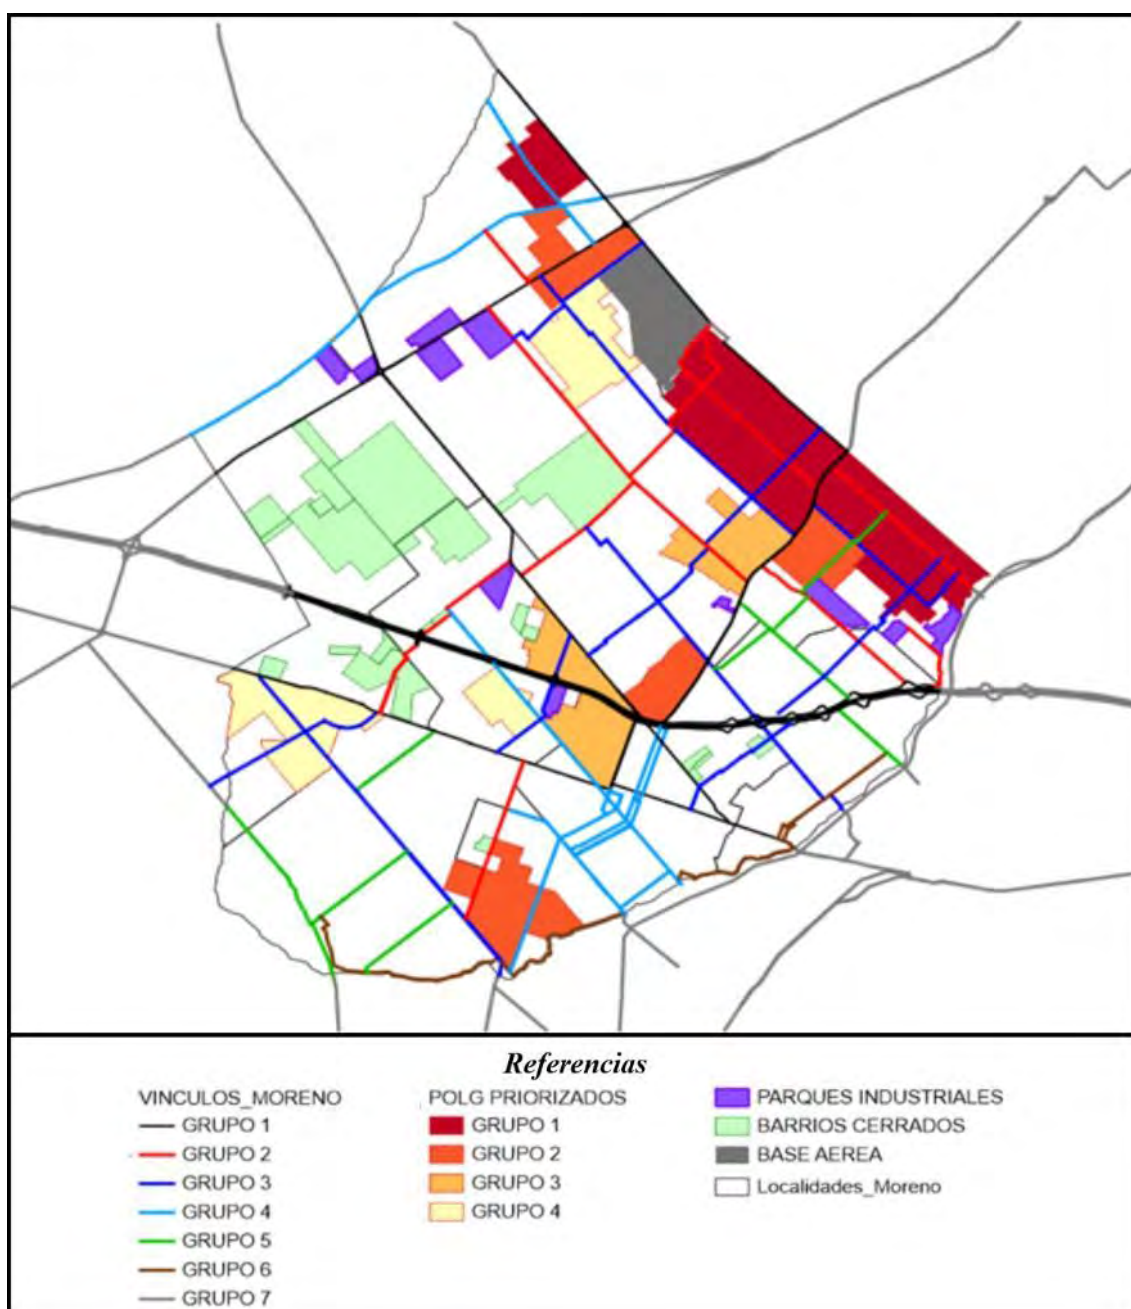 Referencias
VINCULOS_MORENO
GRUPO 1
GRUPO 2
GRUPO 3
GRUPO 4
GRUPO 5
GRUPO 6
GRUPO 7
POLG PRIORIZADOS
GRUPO 1
GRUPO 2
GRUPO 3
GRUPO 4
PARQUES INDUSTRIALES
BARRIOS CERRADOS
BASE AEREA
Localidades_Moreno